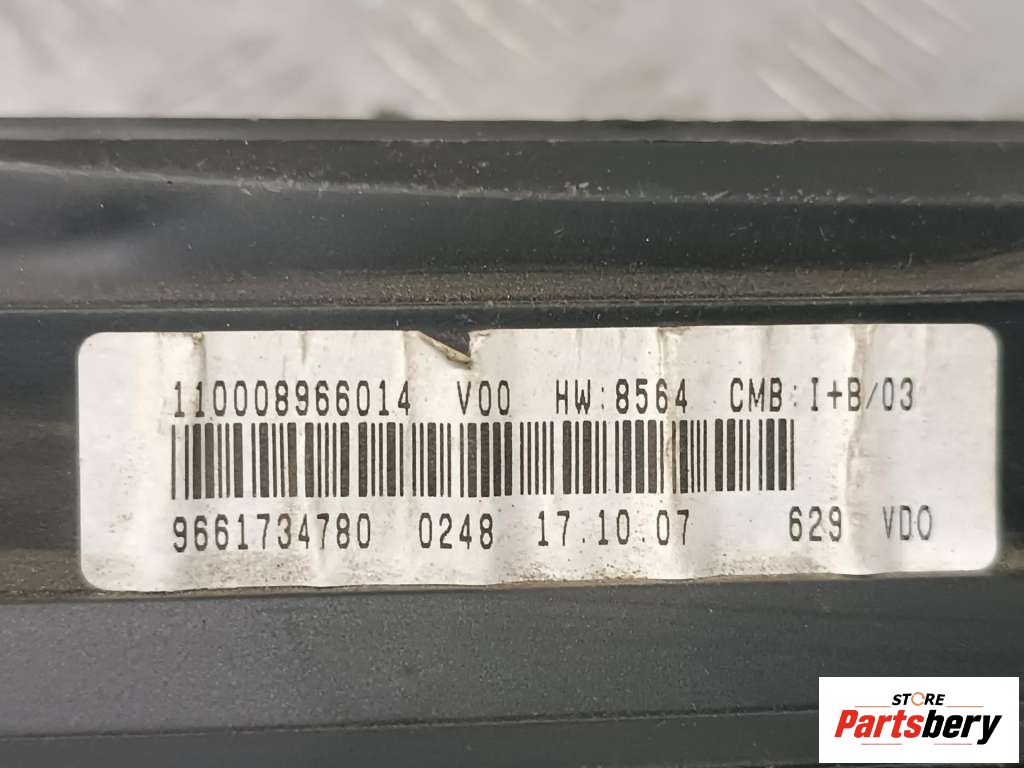 110008966014 V00 HW:8564 CMB:I+B/03
9661734780 0248 17.10.07 629 VDO
STORE
Partsbery